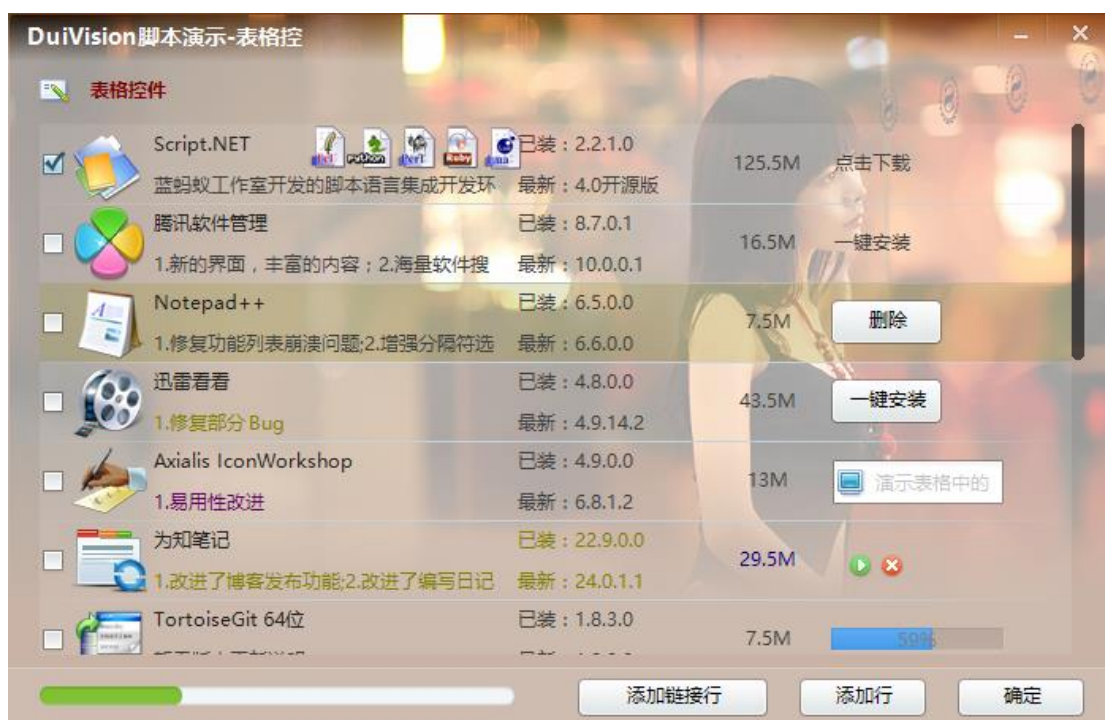 DuiVision脚本演示-表格控
表格控件
Script.NET
已装：2.2.1.0
125.5M
点击下载
蓝蚂蚁工作室开发的脚本语言集成开发环
最新：4.0开源版
腾讯软件管理
已装：8.7.0.1
16.5M
一键安装
1.新的界面，丰富的内容；2.海量软件搜
最新：10.0.0.1
Notepad++
已装：6.5.0.0
7.5M
删除
1.修复功能列表崩溃问题;2.增强分隔符选
最新：6.6.0.0
迅雷看看
已装：4.8.0.0
43.5M
一键安装
1.修复部分Bug
最新：4.9.14.2
Axialis IconWorkshop
已装：4.9.0.0
13M
演示表格中的
1.易用性改进
最新：6.8.1.2
为知笔记
已装：22.9.0.0
29.5M
1.改进了博客发布功能;2.改进了编写日记
最新：24.0.1.1
TortoiseGit 64位
已装：1.8.3.0
7.5M
59%
添加链接行
添加行
确定